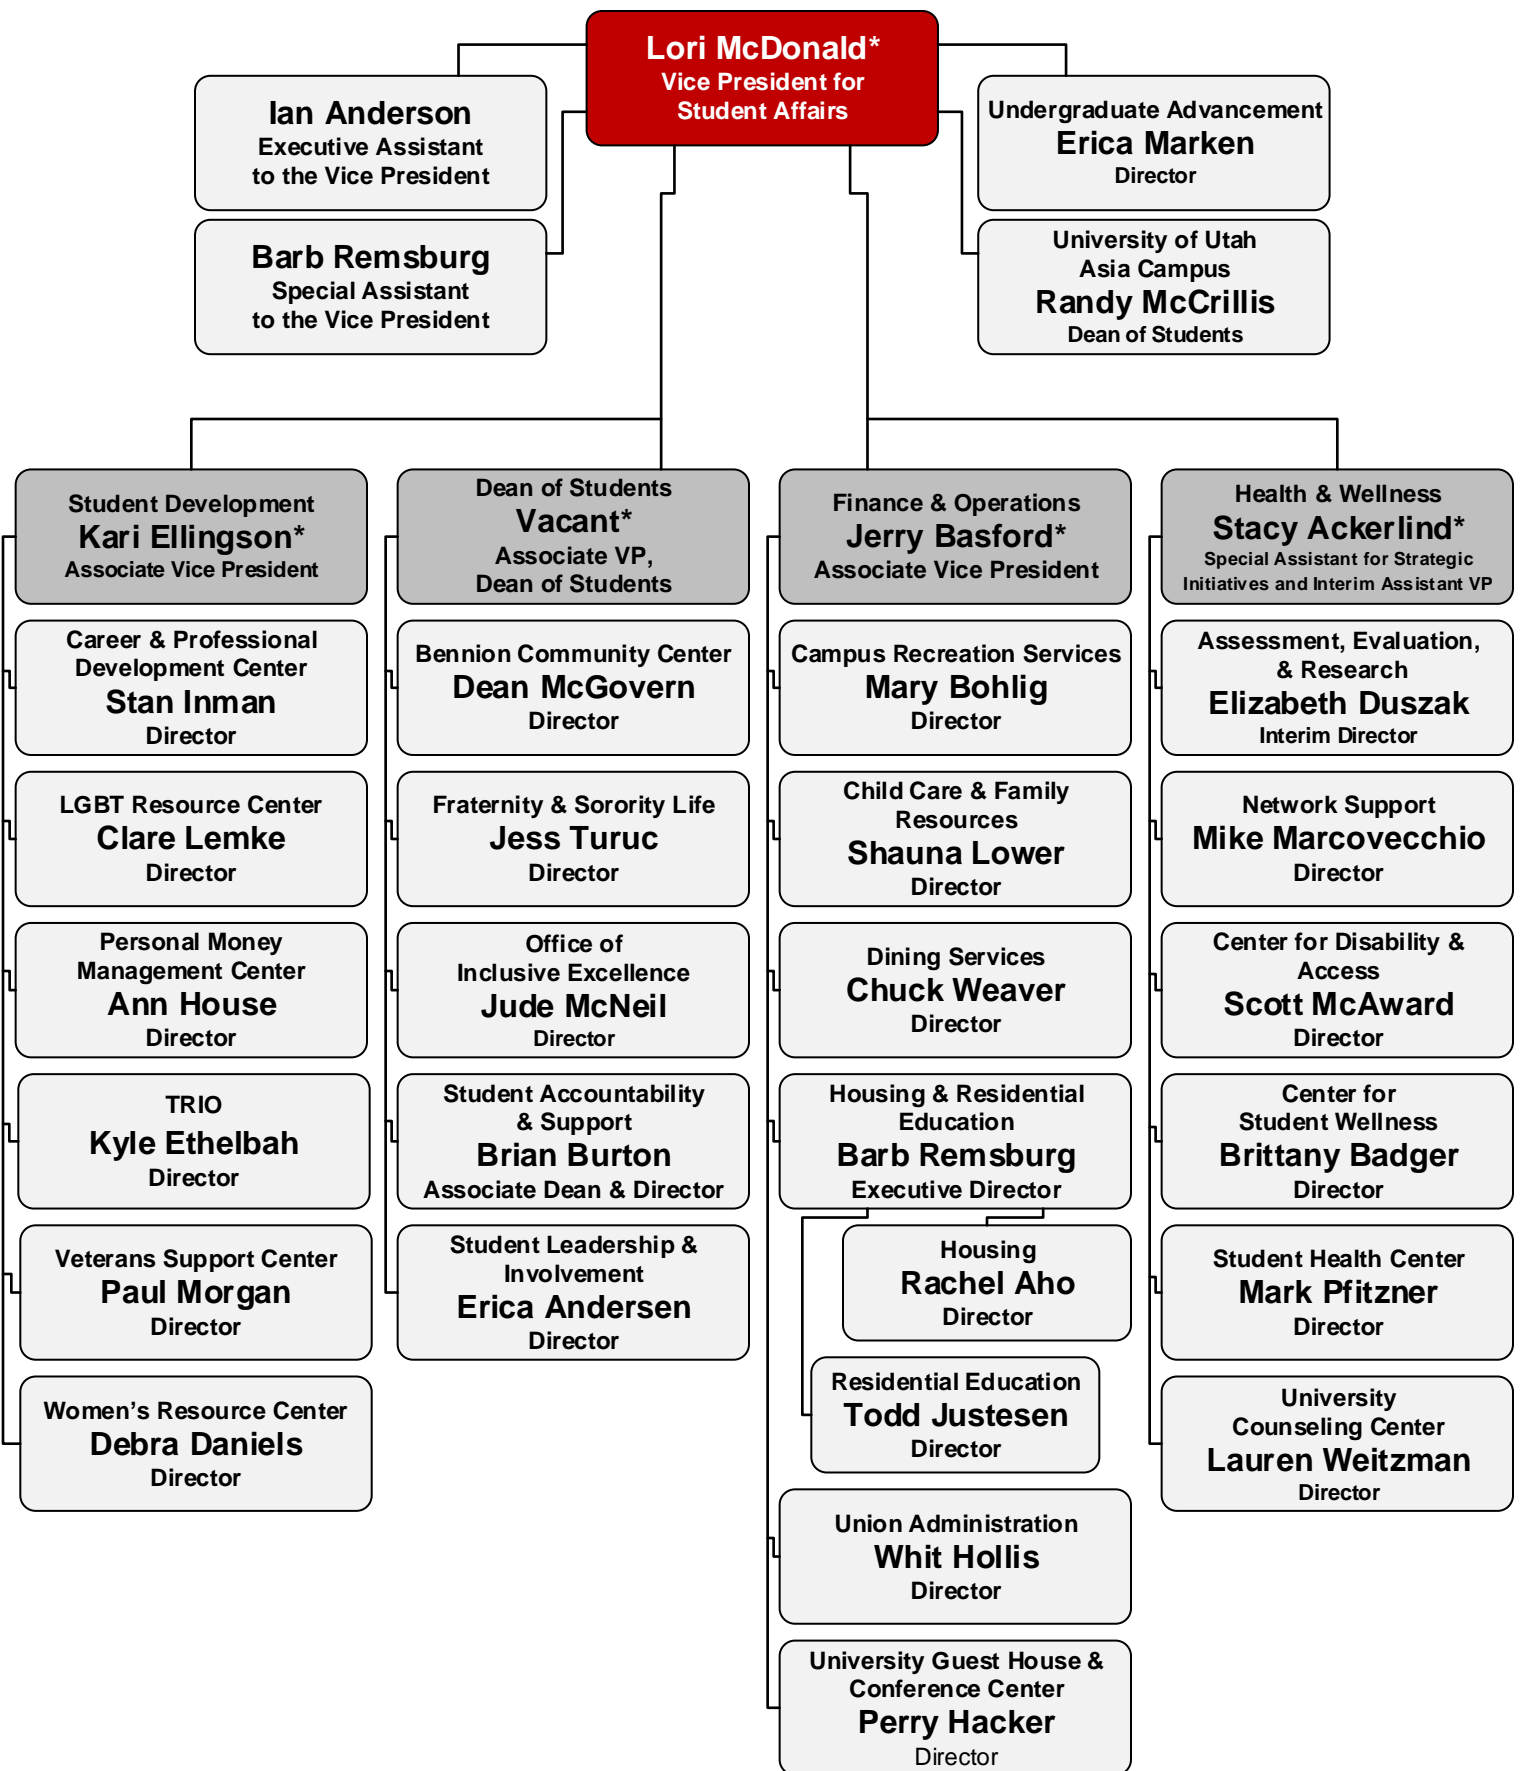 Lori McDonald*
Vice President for
Student Affairs
Ian Anderson
Executive Assistant
to the Vice President
Barb Remsburg
Special Assistant
to the Vice President
Undergraduate Advancement
Erica Marken
Director
University of Utah
Asia Campus
Randy McCrillis
Dean of Students
Student Development
Kari Ellingson*
Associate Vice President
Career & Professional
Development Center
Stan Inman
Director
LGBT Resource Center
Clare Lemke
Director
Personal Money
Management Center
Ann House
Director
TRIO
Kyle Ethelbah
Director
Veterans Support Center
Paul Morgan
Director
Women's Resource Center
Debra Daniels
Director
Dean of Students
Vacant*
Associate VP,
Dean of Students
Bennion Community Center
Dean McGovern
Director
Fraternity & Sorority Life
Jess Turuc
Director
Office of
Inclusive Excellence
Jude McNeil
Director
Student Accountability
& Support
Brian Burton
Associate Dean & Director
Student Leadership &
Involvement
Erica Andersen
Director
Finance & Operations
Jerry Basford*
Associate Vice President
Campus Recreation Services
Mary Bohlig
Director
Child Care & Family
Resources
Shauna Lower
Director
Dining Services
Chuck Weaver
Director
Housing & Residential
Education
Barb Remsburg
Executive Director
Housing
Rachel Aho
Director
Residential Education
Todd Justesen
Director
Union Administration
Whit Hollis
Director
University Guest House &
Conference Center
Perry Hacker
Director
Health & Wellness
Stacy Ackerlind*
Special Assistant for Strategic
Initiatives and Interim Assistant VP
Assessment, Evaluation,
& Research
Elizabeth Duszak
Interim Director
Network Support
Mike Marcovecchio
Director
Center for Disability &
Access
Scott McAward
Director
Center for
Student Wellness
Brittany Badger
Director
Student Health Center
Mark Pfitzner
Director
University
Counseling Center
Lauren Weitzman
Director